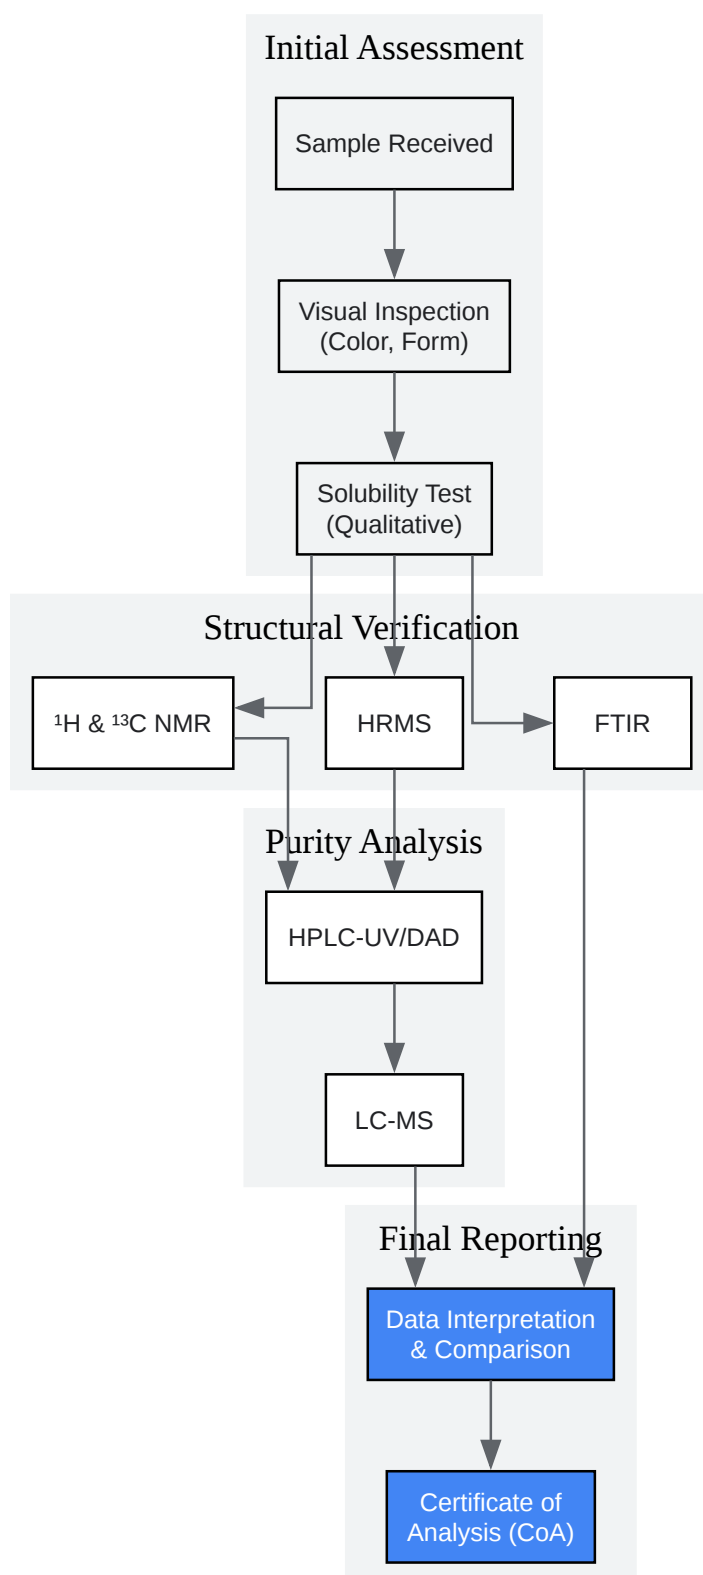 Initial Assessment
Sample Received
Visual Inspection
(Color, Form)
Solubility Test
(Qualitative)
Structural Verification
¹H & ¹³C NMR
HRMS
FTIR
Purity Analysis
HPLC-UV/DAD
LC-MS
Final Reporting
Data Interpretation
& Comparison
Certificate of
Analysis (CoA)